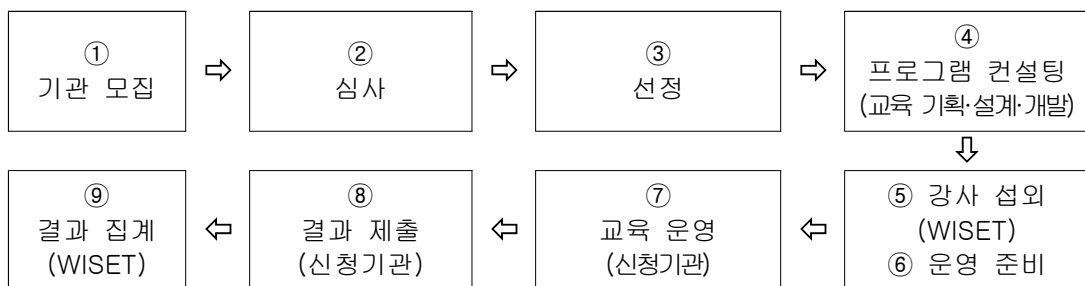 ①
기관 모집
⇨
②
심사
⇨
③
선정
⇨
④
프로그램 컨설팅
(교육 기획·설계·개발)
⇩
⑤ 강사 섭외
(WISET)
⑥ 운영 준비
⇦
⑦
교육 운영
(신청기관)
⇦
⑧
결과 제출
(신청기관)
⇦
⑨
결과 집계
(WISET)